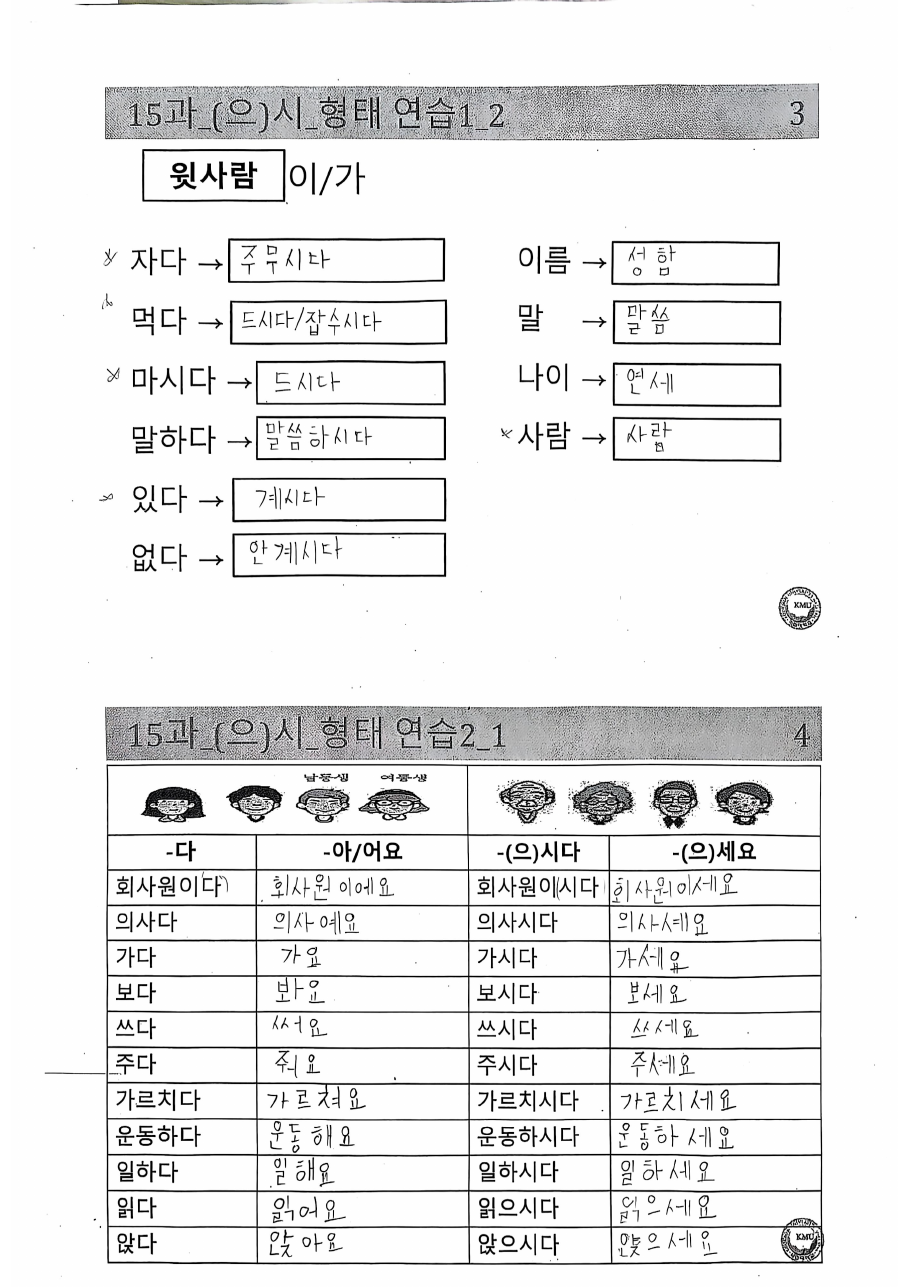 15과_(으)시_형태 연습1_2 3
윗사람 이/가
자다 → 주무시다 이름 → 성함
먹다 → 드시다/잡수시다 말 → 말씀
마시다 → 드시다 나이 → 연세
말하다 → 말씀하시다 사람 → 사람
있다 → 계시다
없다 → 안 계시다
KMU
15과_(으)시_형태 연습2_1 4
남동생 여동생
-다 -아/어요 -(으)시다 -(으)세요
회사원이다 회사원이에요 회사원이시다 회사원이세요
의사다 의사예요 의사시다 의사세요
가다 가요 가시다 가세요
보다 봐요 보시다 보세요
쓰다 써요 쓰시다 쓰세요
주다 줘요 주시다 주세요
가르치다 가르쳐요 가르치시다 가르치세요
운동하다 운동해요 운동하시다 운동하세요
일하다 일해요 일하시다 일하세요
읽다 읽어요 읽으시다 읽으세요
앉다 앉아요 앉으시다 앉으세요
KMU